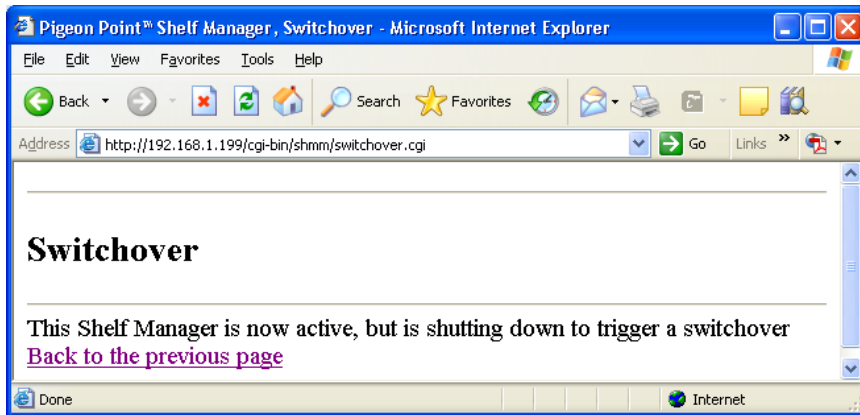 Pigeon Point™ Shelf Manager, Switchover - Microsoft Internet Explorer
File Edit View Favorites Tools Help
Back Search Favorites
Address http://192.168.1.199/cgi-bin/shmm/switchover.cgi Go Links »
Switchover
This Shelf Manager is now active, but is shutting down to trigger a switchover
Back to the previous page
Done Internet